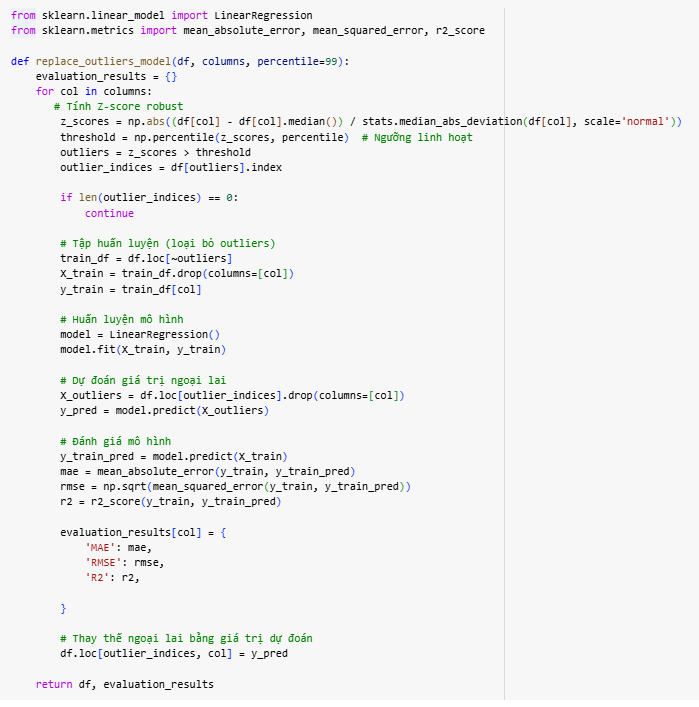 from sklearn.linear_model import LinearRegression
from sklearn.metrics import mean_absolute_error, mean_squared_error, r2_score

def replace_outliers_model(df, columns, percentile=99):
    evaluation_results = {}
    for col in columns:
       # Tính Z-score robust
        z_scores = np.abs((df[col] - df[col].median()) / stats.median_abs_deviation(df[col], scale='normal'))
        threshold = np.percentile(z_scores, percentile)  # Ngưỡng linh hoạt
        outliers = z_scores > threshold
        outlier_indices = df[outliers].index

        if len(outlier_indices) == 0:
            continue

        # Tập huấn luyện (loại bỏ outliers)
        train_df = df.loc[~outliers]
        X_train = train_df.drop(columns=[col])
        y_train = train_df[col]

        # Huấn luyện mô hình
        model = LinearRegression()
        model.fit(X_train, y_train)

        # Dự đoán giá trị ngoại lai
        X_outliers = df.loc[outlier_indices].drop(columns=[col])
        y_pred = model.predict(X_outliers)

        # Đánh giá mô hình
        y_train_pred = model.predict(X_train)
        mae = mean_absolute_error(y_train, y_train_pred)
        rmse = np.sqrt(mean_squared_error(y_train, y_train_pred))
        r2 = r2_score(y_train, y_train_pred)

        evaluation_results[col] = {
            'MAE': mae,
            'RMSE': rmse,
            'R2': r2,

        }

        # Thay thế ngoại lai bằng giá trị dự đoán
        df.loc[outlier_indices, col] = y_pred

    return df, evaluation_results